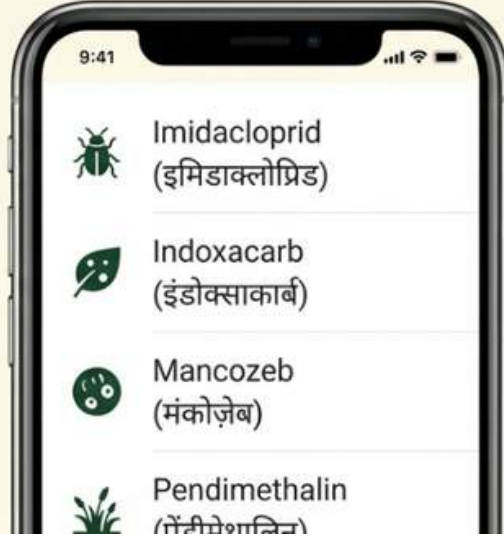 9:41
Imidacloprid
(इमिडाक्लोप्रिड)
Indoxacarb
(इंडोक्साकार्ब)
Mancozeb
(मंकोज़ेब)
Pendimethalin
(पेंडीमेथालिन)